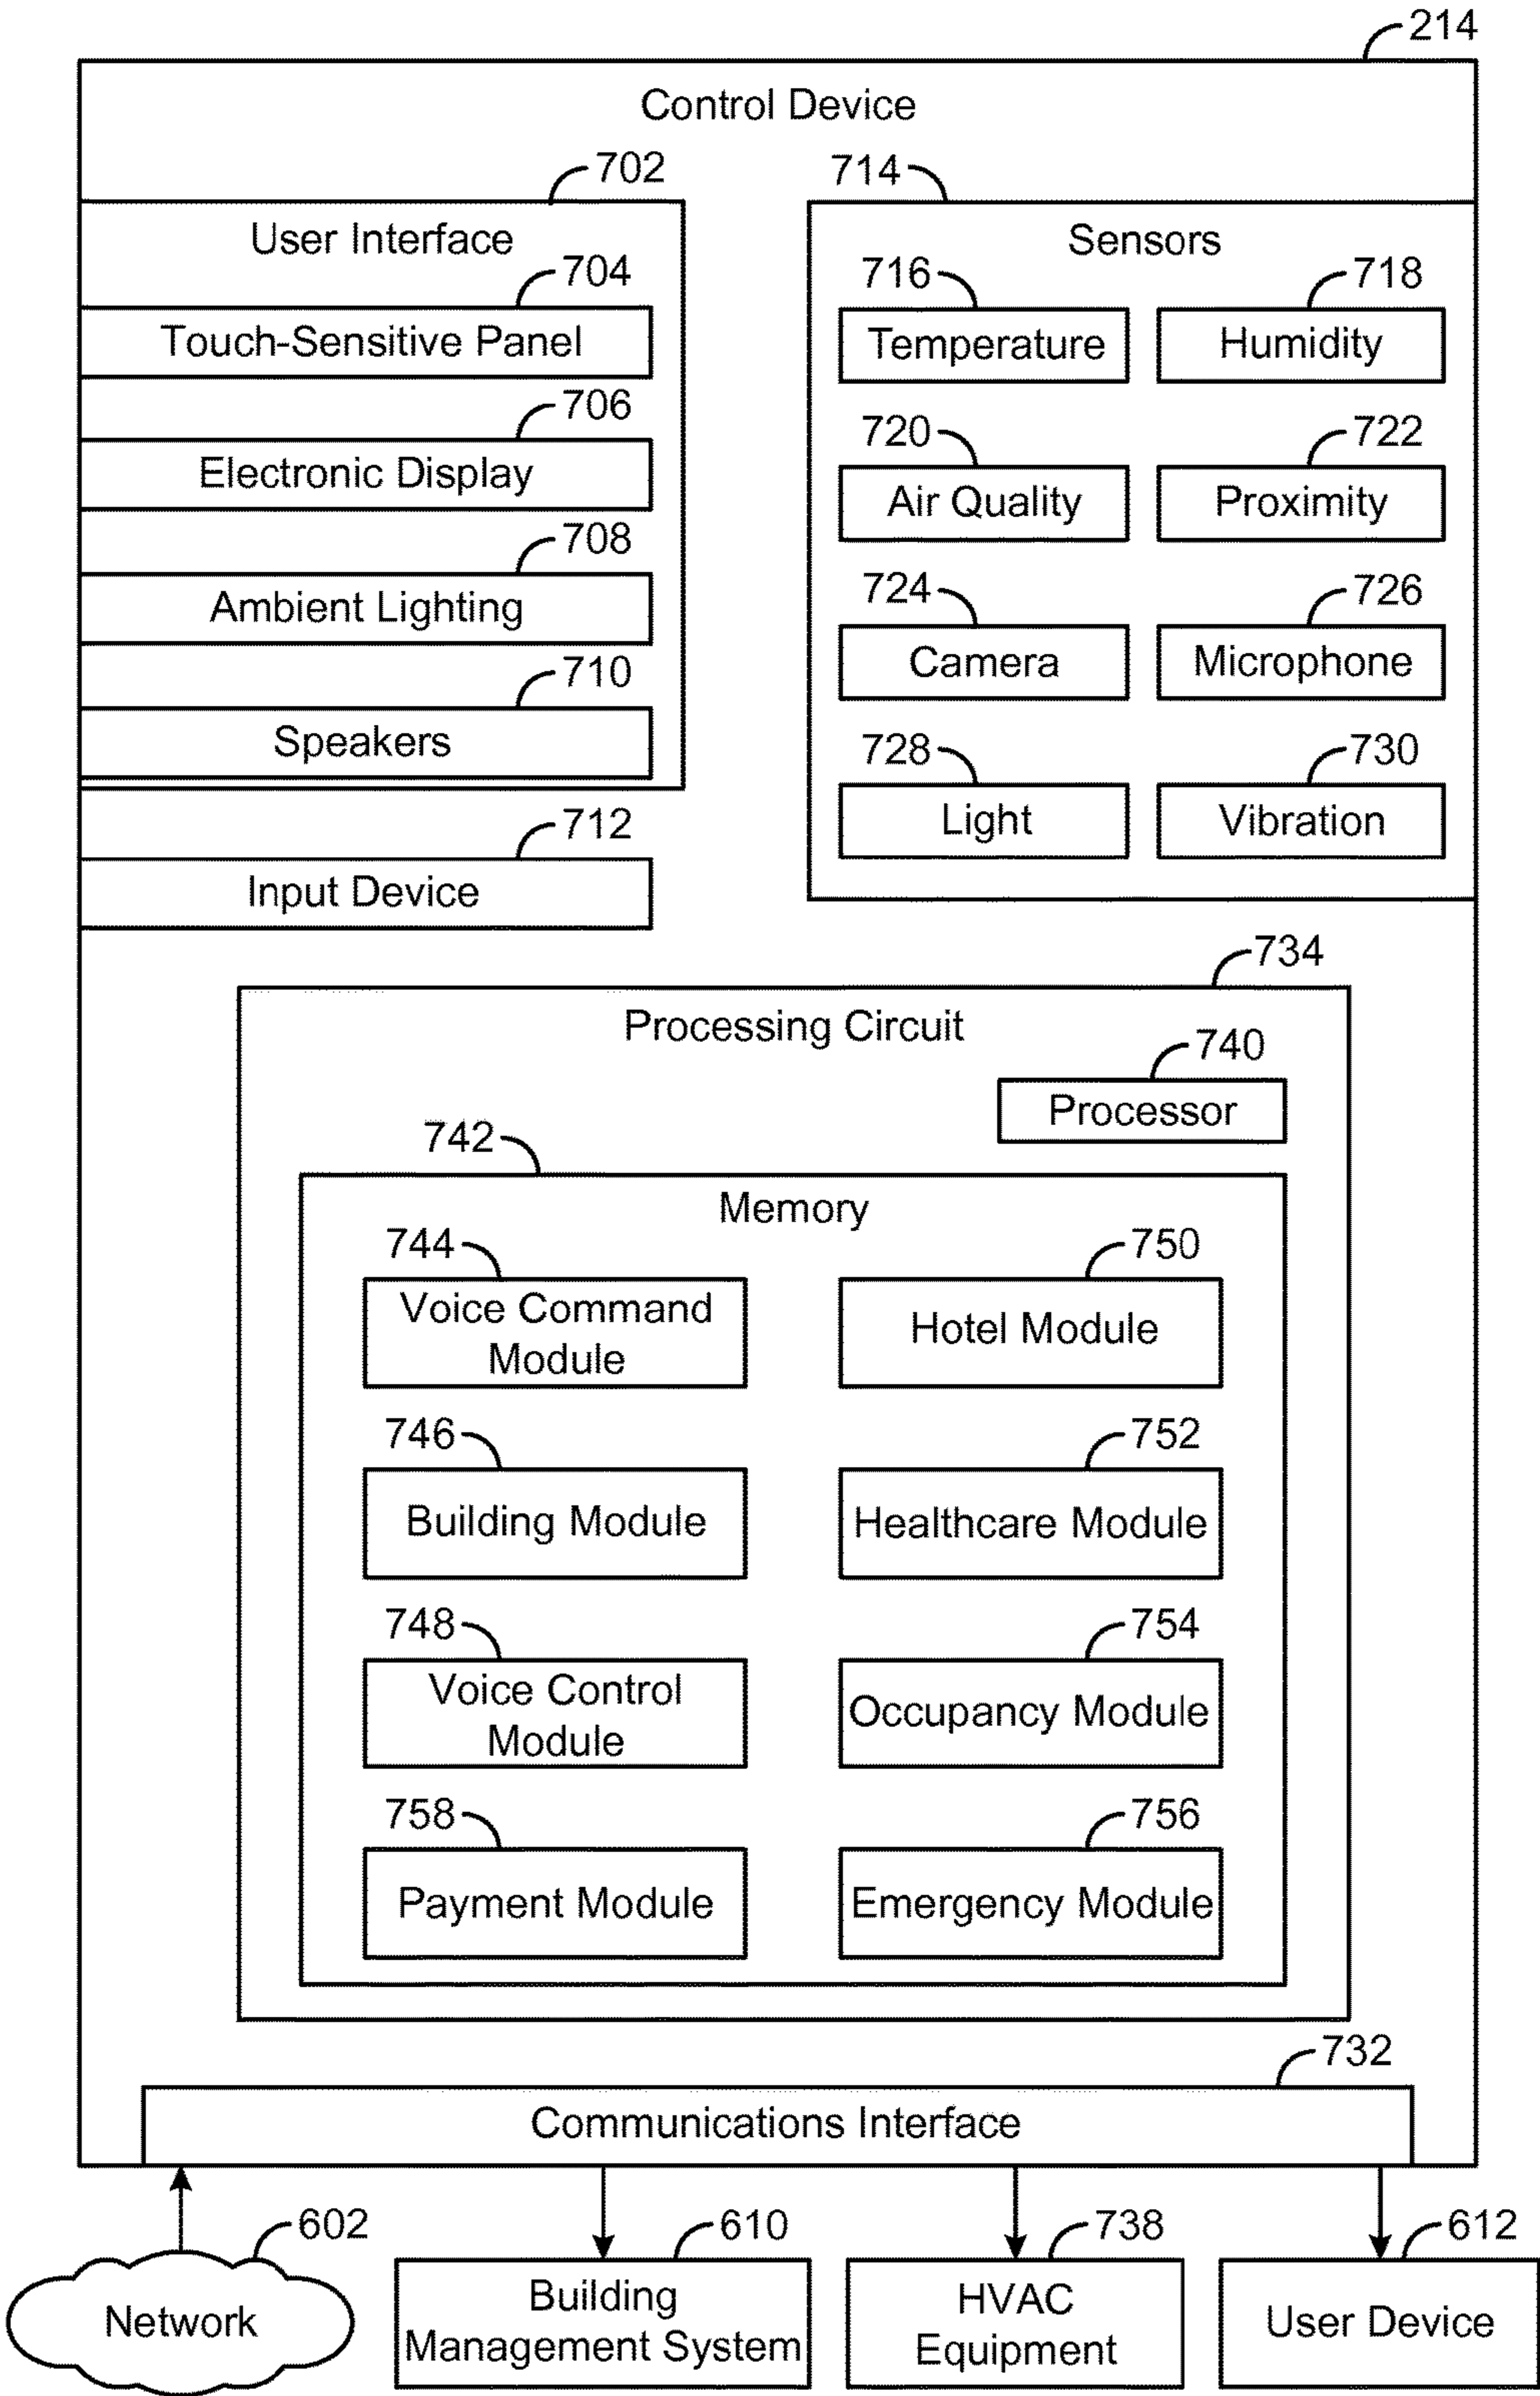 214
Control Device
702
User Interface
704
Touch-Sensitive Panel
706
Electronic Display
708
Ambient Lighting
710
Speakers
712
Input Device
714
Sensors
716
Temperature
718
Humidity
720
Air Quality
722
Proximity
724
Camera
726
Microphone
728
Light
730
Vibration
734
Processing Circuit
740
Processor
742
Memory
744
Voice Command
Module
750
Hotel Module
746
Building Module
752
Healthcare Module
748
Voice Control
Module
754
Occupancy Module
758
Payment Module
756
Emergency Module
732
Communications Interface
602
Network
610
Building
Management System
738
HVAC
Equipment
612
User Device